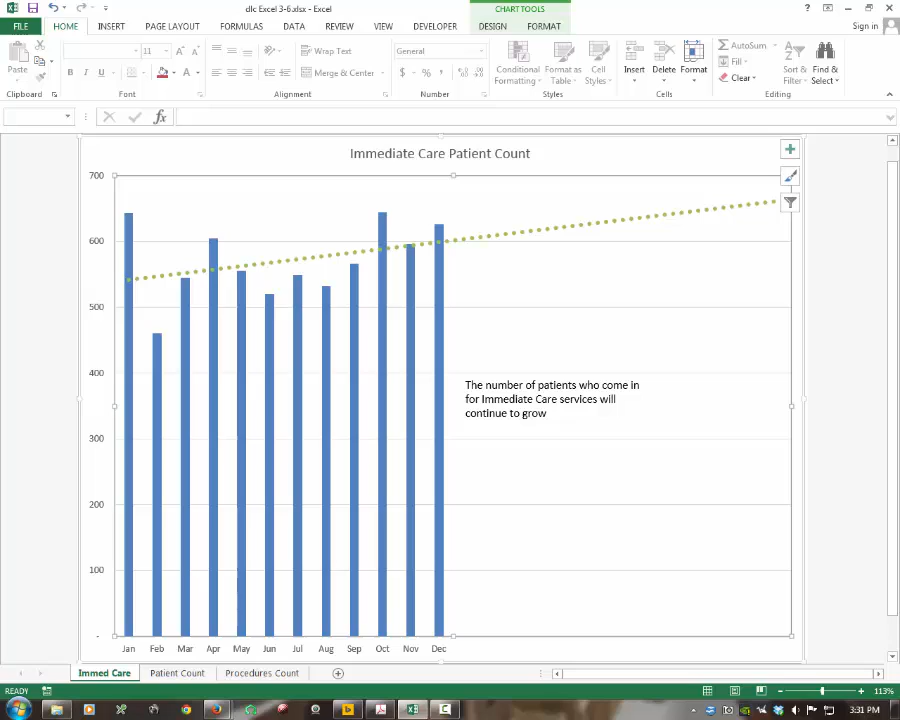 dlc Excel 3-6.xlsx - Excel
CHART TOOLS
?
FILE HOME INSERT PAGE LAYOUT FORMULAS DATA REVIEW VIEW DEVELOPER DESIGN FORMAT Sign in
Paste
Clipboard
11 A A
B I U A
Font
Wrap Text
Merge & Center
Alignment
General
$ % ,
Number
Conditional Formatting
Format as Table
Cell Styles
Styles
Insert Delete Format
Cells
AutoSum
Fill
Clear
Sort & Filter
Find & Select
Editing
fx
Immediate Care Patient Count
700
600
500
400
300
200
100
-
The number of patients who come in
for Immediate Care services will
continue to grow
Jan Feb Mar Apr May Jun Jul Aug Sep Oct Nov Dec
Immed Care Patient Count Procedures Count
READY 113%
3:31 PM